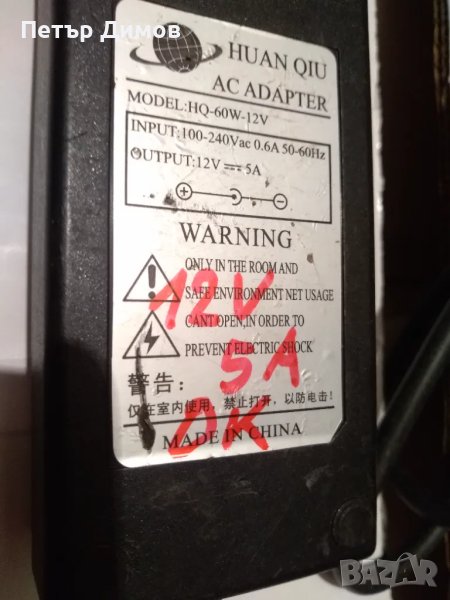 Петър Димов
HUAN QIU
AC ADAPTER
MODEL:HQ-60W-12V
INPUT:100-240Vac 0.6A 50-60Hz
OUTPUT:12V ⎓ 5A
WARNING
ONLY IN THE ROOM AND
SAFE ENVIRONMENT NET USAGE
CANT OPEN,IN ORDER TO
PREVENT ELECTRIC SHOCK
12V
5A
OK
警告:
仅在室内使用,禁止打开,以防电击!
MADE IN CHINA
BAZAR